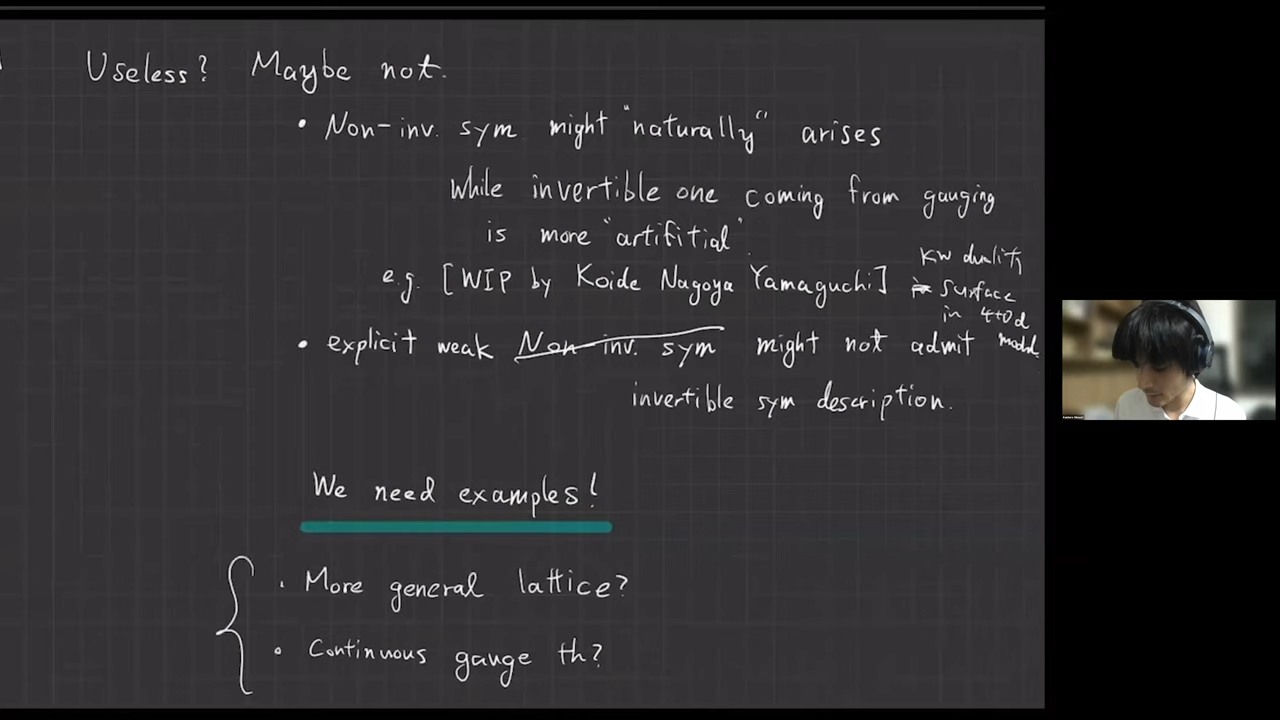 Useless? Maybe not.
• Non-inv. sym might "naturally" arises
while invertible one coming from gauging
is more "artifitial".
e.g. [WIP by Koide Nagoya Yamaguchi]
KW duality
surface
in 4+0d
model
• explicit weak Non inv. sym might not admit
invertible sym description.
We need examples!
· More general lattice?
• Continuous gauge th?